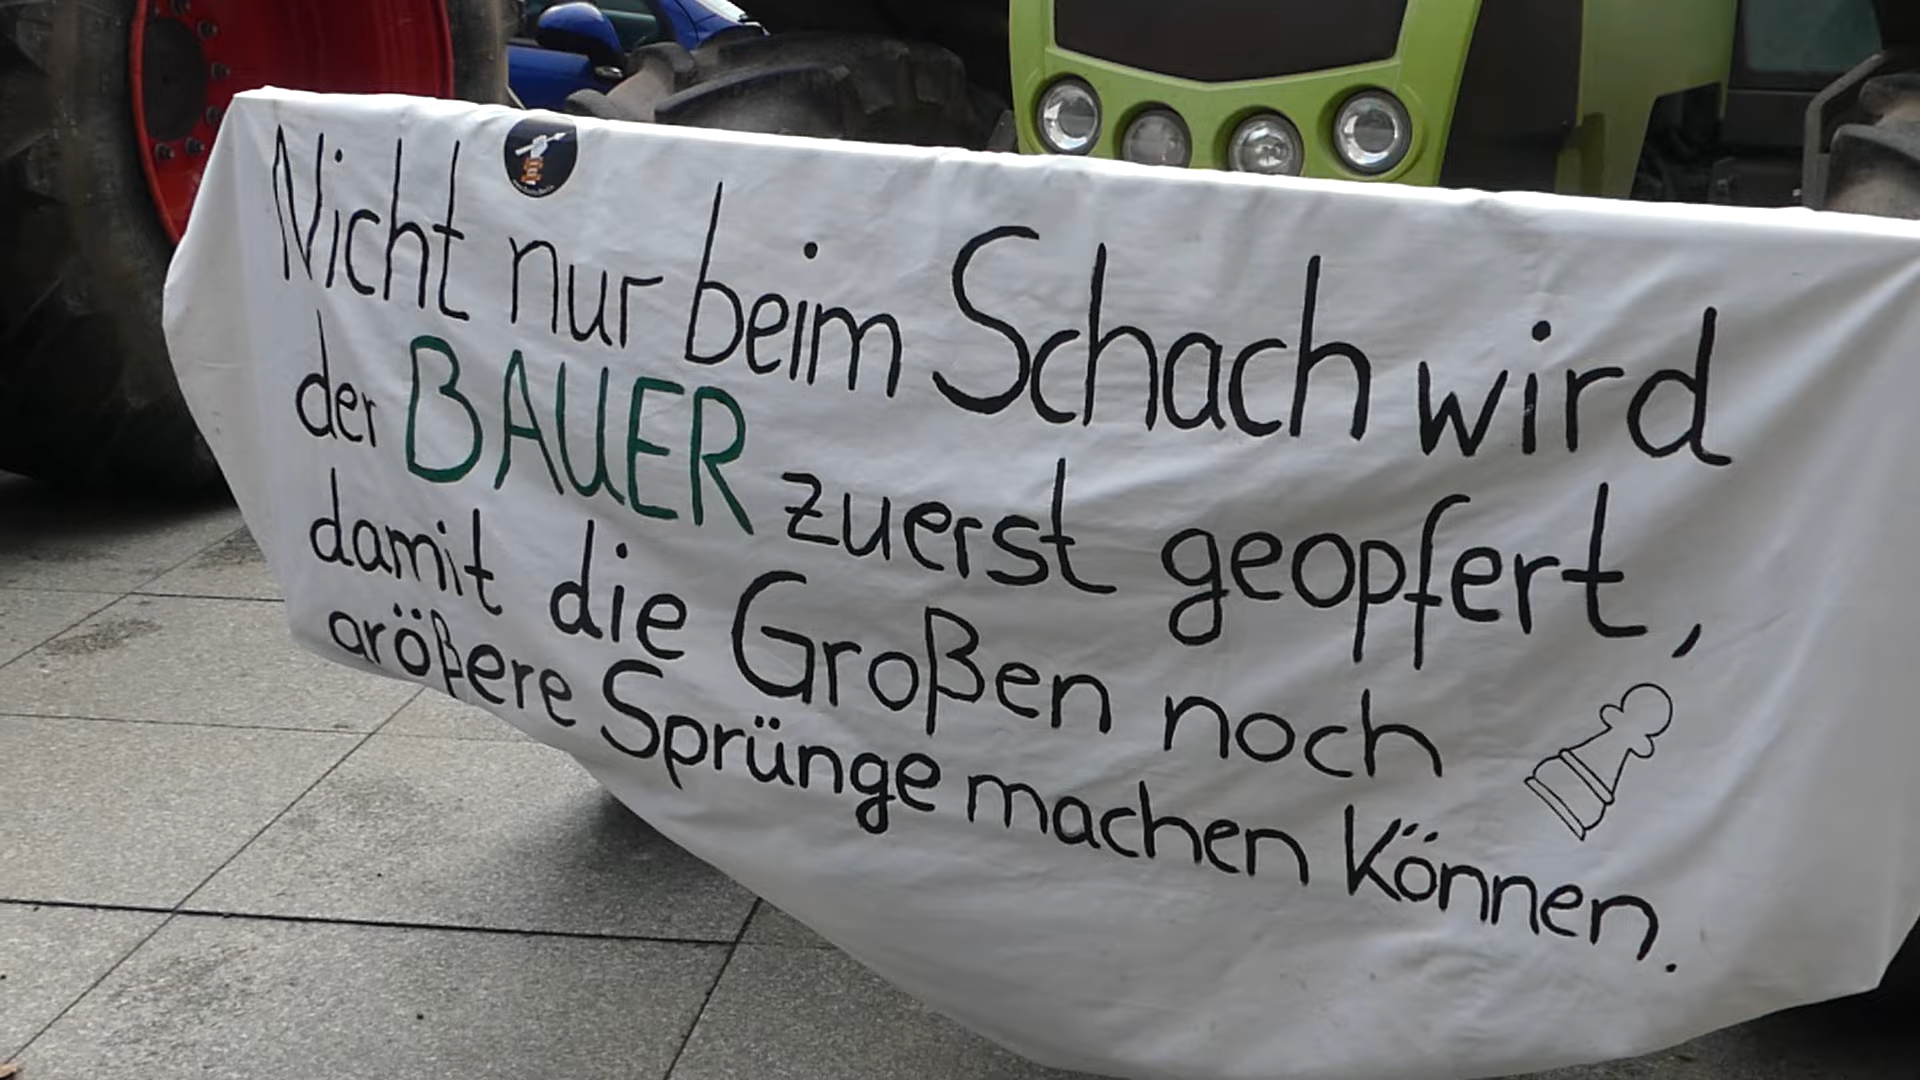 Nicht nur beim Schach wird
der BAUER zuerst geopfert,
damit die Großen noch
größere Sprünge machen Können.